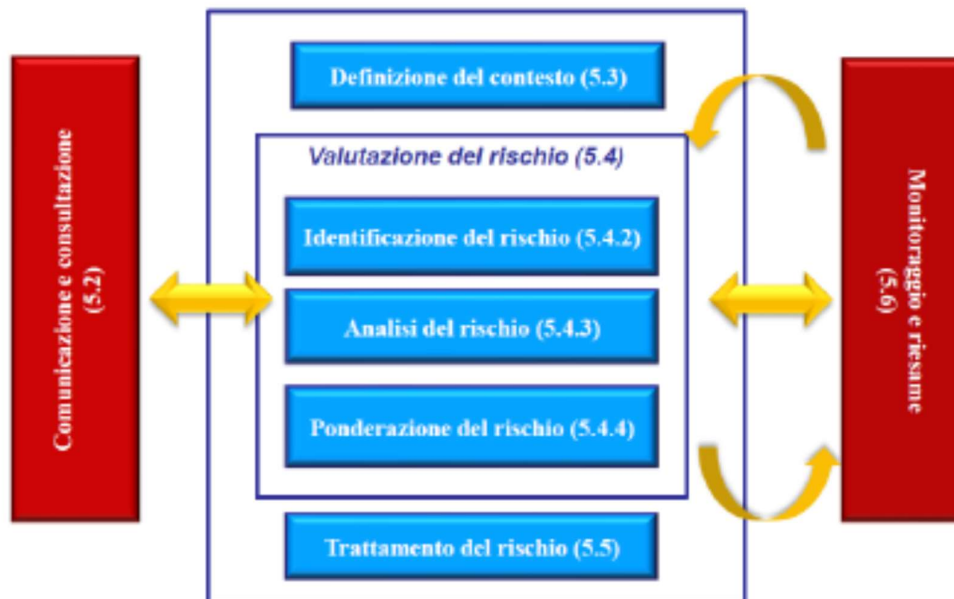 Comunicazione e consultazione
(5.2)
Definizione del contesto (5.3)
Valutazione del rischio (5.4)
Identificazione del rischio (5.4.2)
Analisi del rischio (5.4.3)
Ponderazione del rischio (5.4.4)
Trattamento del rischio (5.5)
Monitoraggio e riesame
(5.6)